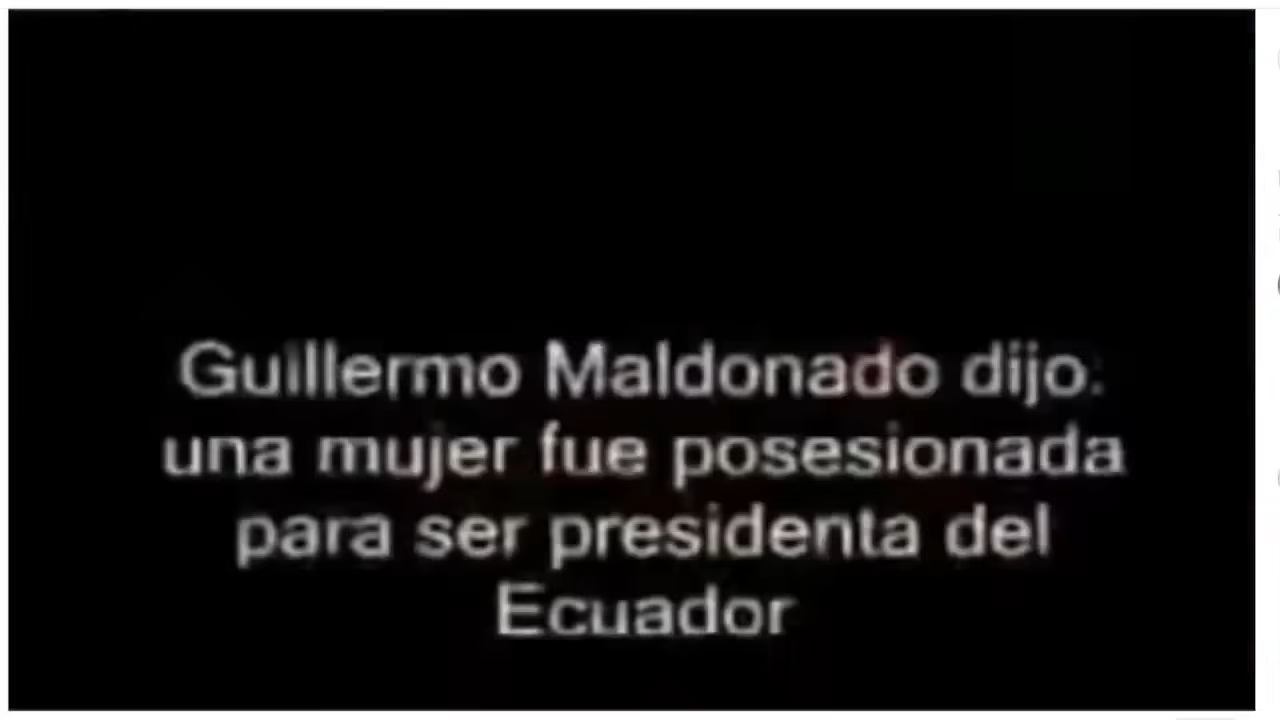 Guillermo Maldonado dijo:
una mujer fue posesionada
para ser presidenta del
Ecuador